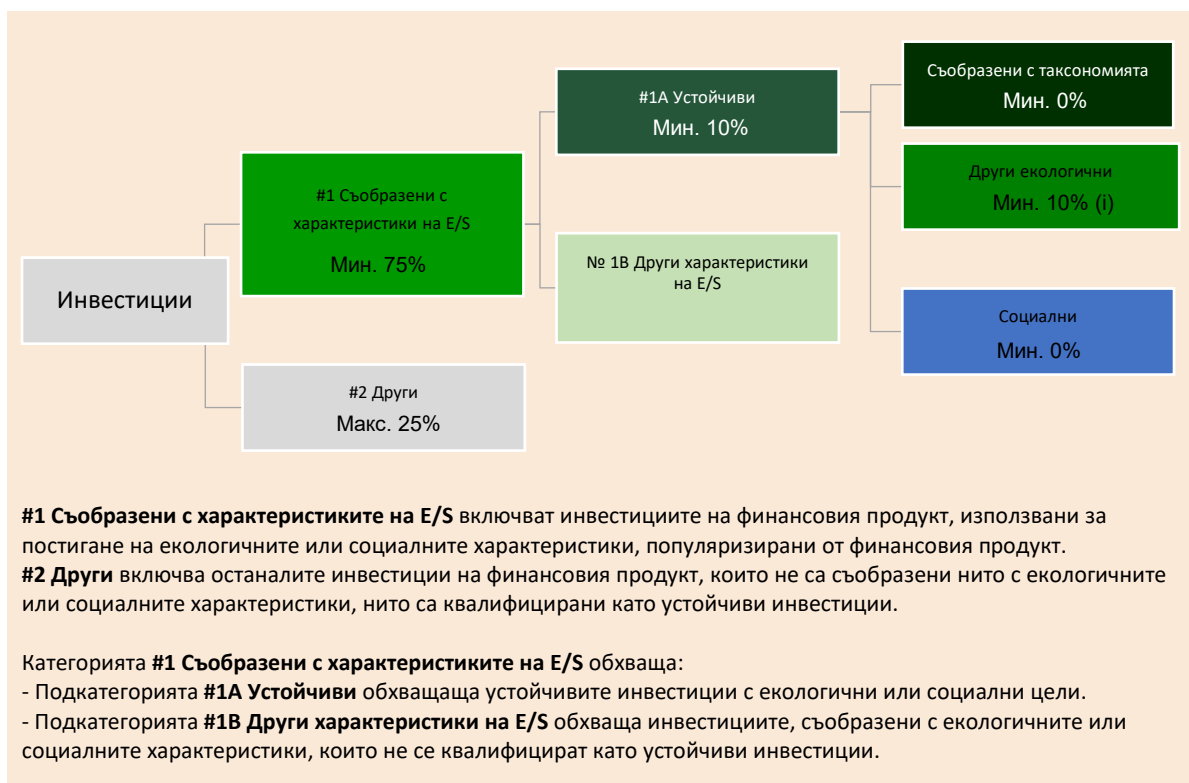 Инвестиции
#1 Съобразени с
характеристики на E/S
Мин. 75%
#2 Други
Макс. 25%
#1A Устойчиви
Мин. 10%
№ 1B Други характеристики
на E/S
Съобразени с таксономията
Мин. 0%
Други екологични
Мин. 10% (i)
Социални
Мин. 0%
#1 Съобразени с характеристиките на E/S включват инвестициите на финансовия продукт, използвани за
постигане на екологичните или социалните характеристики, популяризирани от финансовия продукт.
#2 Други включва останалите инвестиции на финансовия продукт, които не са съобразени нито с екологичните
или социалните характеристики, нито са квалифицирани като устойчиви инвестиции.
Категорията #1 Съобразени с характеристиките на E/S обхваща:
- Подкатегорията #1A Устойчиви обхващаща устойчивите инвестиции с екологични или социални цели.
- Подкатегорията #1B Други характеристики на E/S обхваща инвестициите, съобразени с екологичните или
социалните характеристики, които не се квалифицират като устойчиви инвестиции.